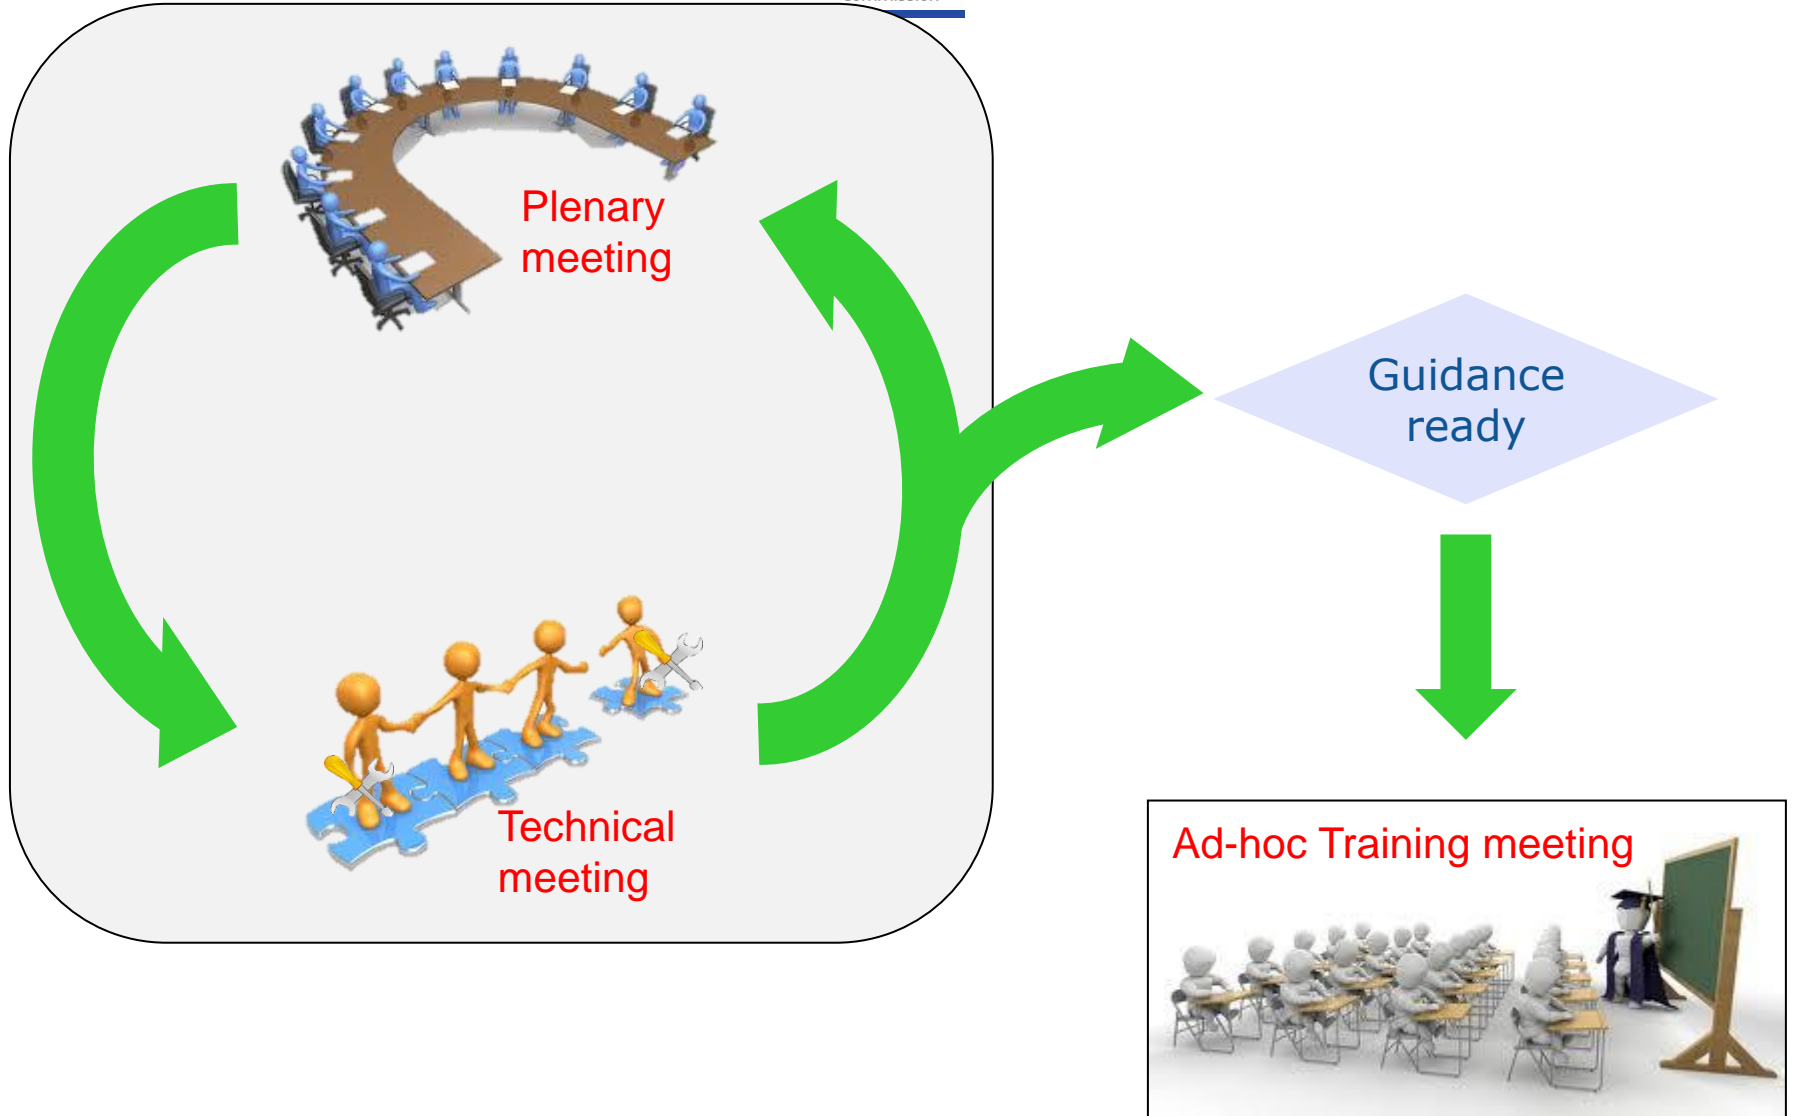 Plenary
meeting
Guidance
ready
Technical
meeting
Ad-hoc Training meeting